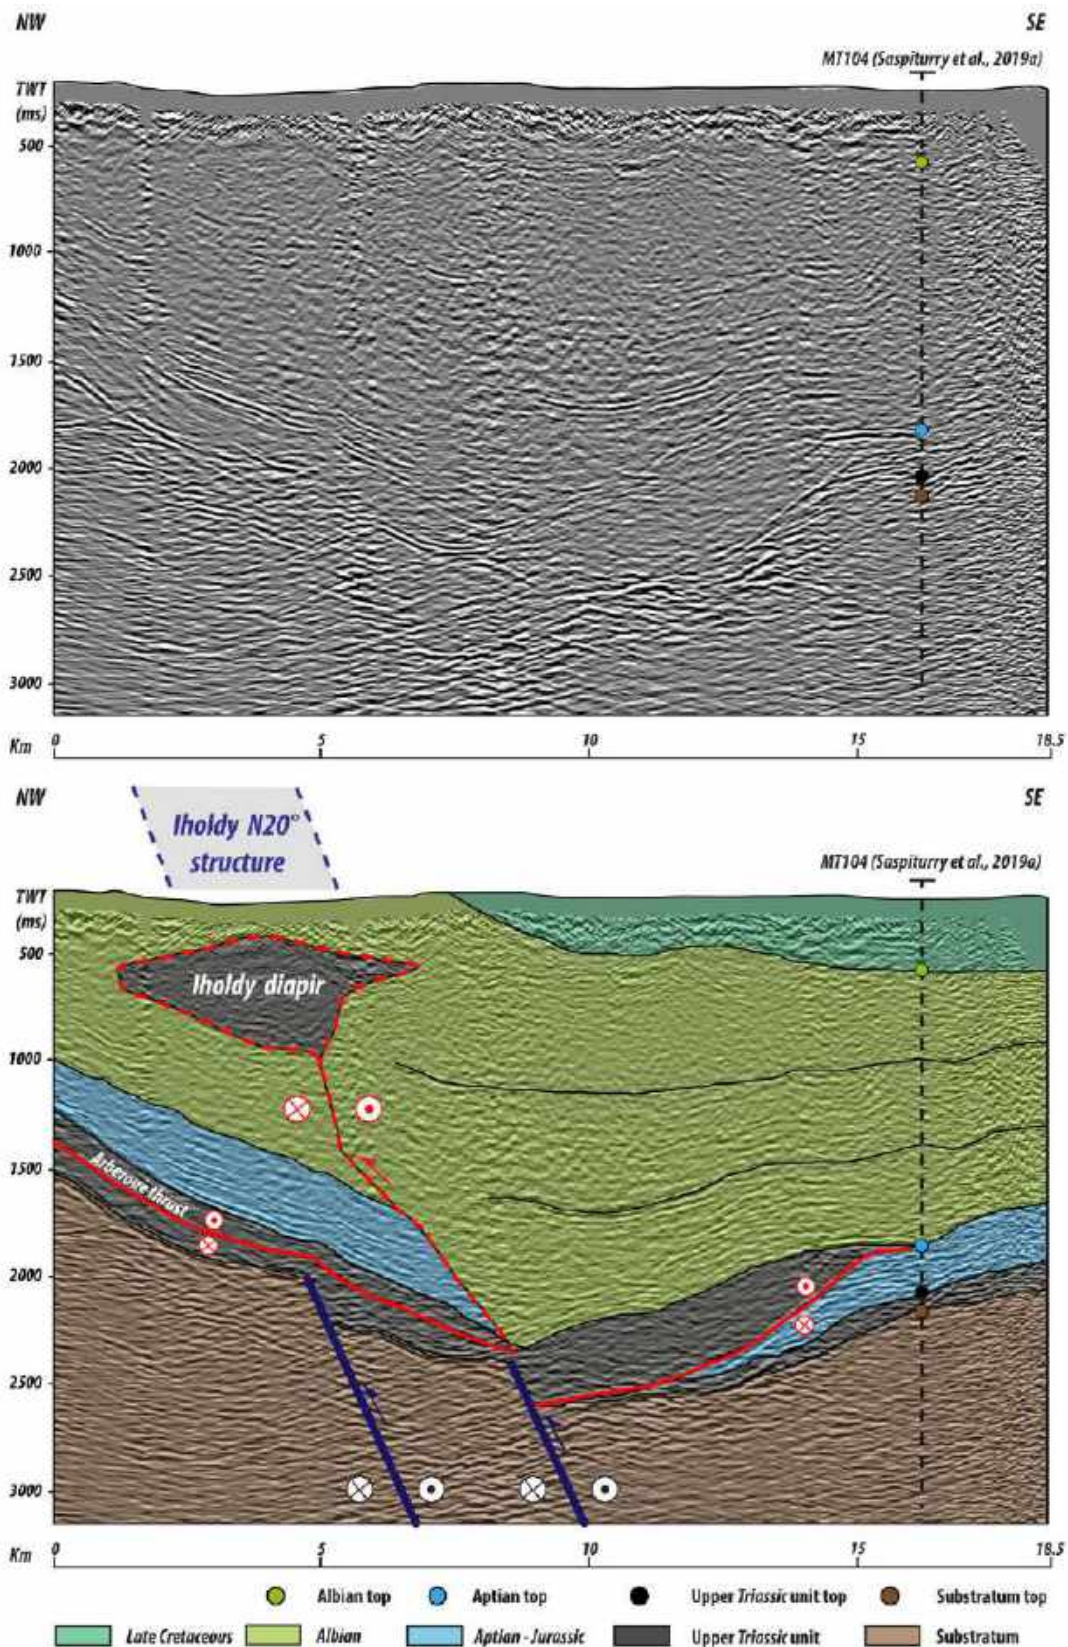 NW SE
MT104 (Saspiturry et al., 2019a)
TWT
(ms)
500
1000
1500
2000
2500
3000
Km 0 5 10 15 18.5
NW SE
Iholdy N20°
structure
MT104 (Saspiturry et al., 2019a)
TWT
(ms)
500
Iholdy diapir
1000
1500
Arberoue thrust
2000
2500
3000
Km 0 5 10 15 18.5
Albian top Aptian top Upper Triassic unit top Substratum top
Late Cretaceous Albian Aptian - Jurassic Upper Triassic unit Substratum